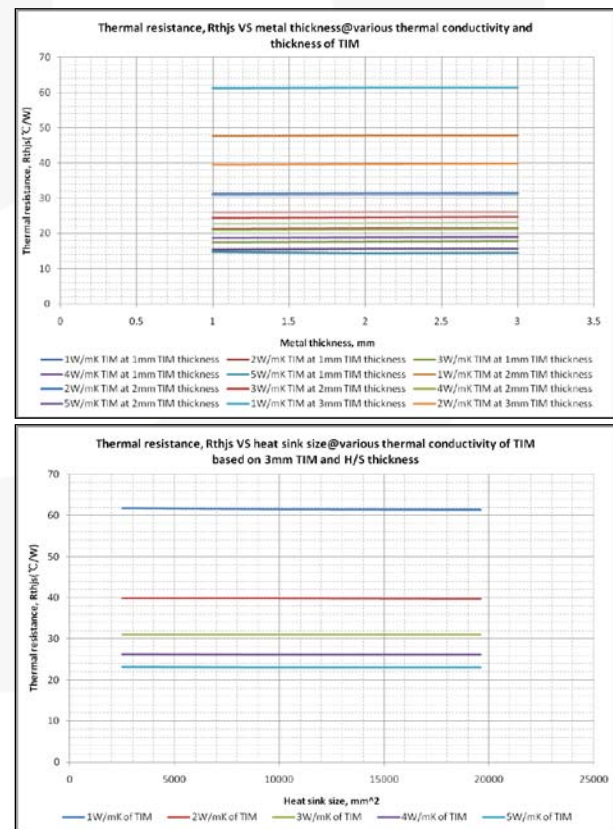 Thermal resistance, Rthjs VS metal thickness@various thermal conductivity and
thickness of TIM
Thermal resistance, Rthjs(℃/W)
70
60
50
40
30
20
10
0
0 0.5 1 1.5 2 2.5 3 3.5
Metal thickness, mm
1W/mK TIM at 1mm TIM thickness 2W/mK TIM at 1mm TIM thickness 3W/mK TIM at 1mm TIM thickness
4W/mK TIM at 1mm TIM thickness 5W/mK TIM at 1mm TIM thickness 1W/mK TIM at 2mm TIM thickness
2W/mK TIM at 2mm TIM thickness 3W/mK TIM at 2mm TIM thickness 4W/mK TIM at 2mm TIM thickness
5W/mK TIM at 2mm TIM thickness 1W/mK TIM at 3mm TIM thickness 2W/mK TIM at 3mm TIM thickness
Thermal resistance, Rthjs VS heat sink size@various thermal conductivity of TIM
based on 3mm TIM and H/S thickness
Thermal resistance, Rthjs(℃/W)
70
60
50
40
30
20
10
0
0 5000 10000 15000 20000 25000
Heat sink size, mm^2
1W/mK of TIM 2W/mK of TIM 3W/mK of TIM 4W/mK of TIM 5W/mK of TIM